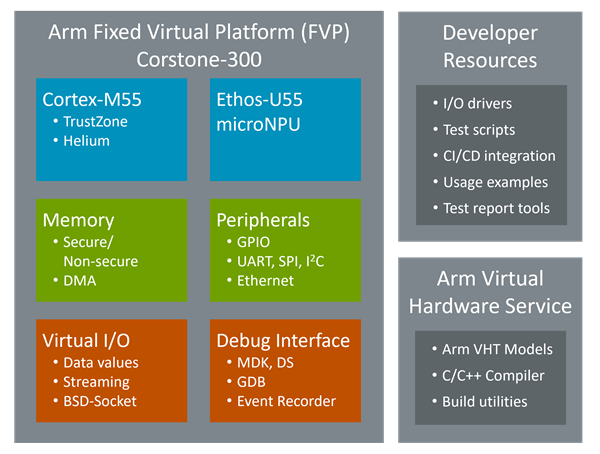 Arm Fixed Virtual Platform (FVP)
Corstone-300
Cortex-M55
• TrustZone
• Helium
Ethos-U55
microNPU
Memory
• Secure/
Non-secure
• DMA
Peripherals
• GPIO
• UART, SPI, I²C
• Ethernet
Virtual I/O
• Data values
• Streaming
• BSD-Socket
Debug Interface
• MDK, DS
• GDB
• Event Recorder
Developer
Resources
• I/O drivers
• Test scripts
• CI/CD integration
• Usage examples
• Test report tools
Arm Virtual
Hardware Service
• Arm VHT Models
• C/C++ Compiler
• Build utilities